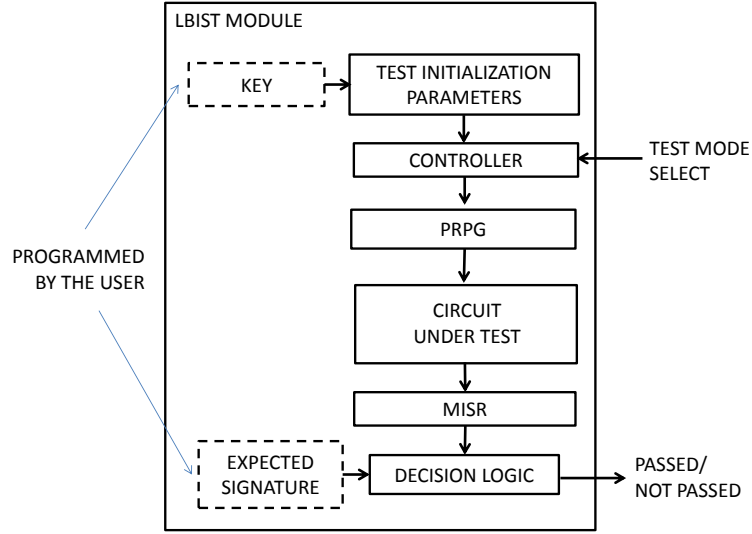 LBIST MODULE
KEY
TEST INITIALIZATION
PARAMETERS
CONTROLLER
TEST MODE
SELECT
PRPG
PROGRAMMED
BY THE USER
CIRCUIT
UNDER TEST
MISR
EXPECTED
SIGNATURE
DECISION LOGIC
PASSED/
NOT PASSED